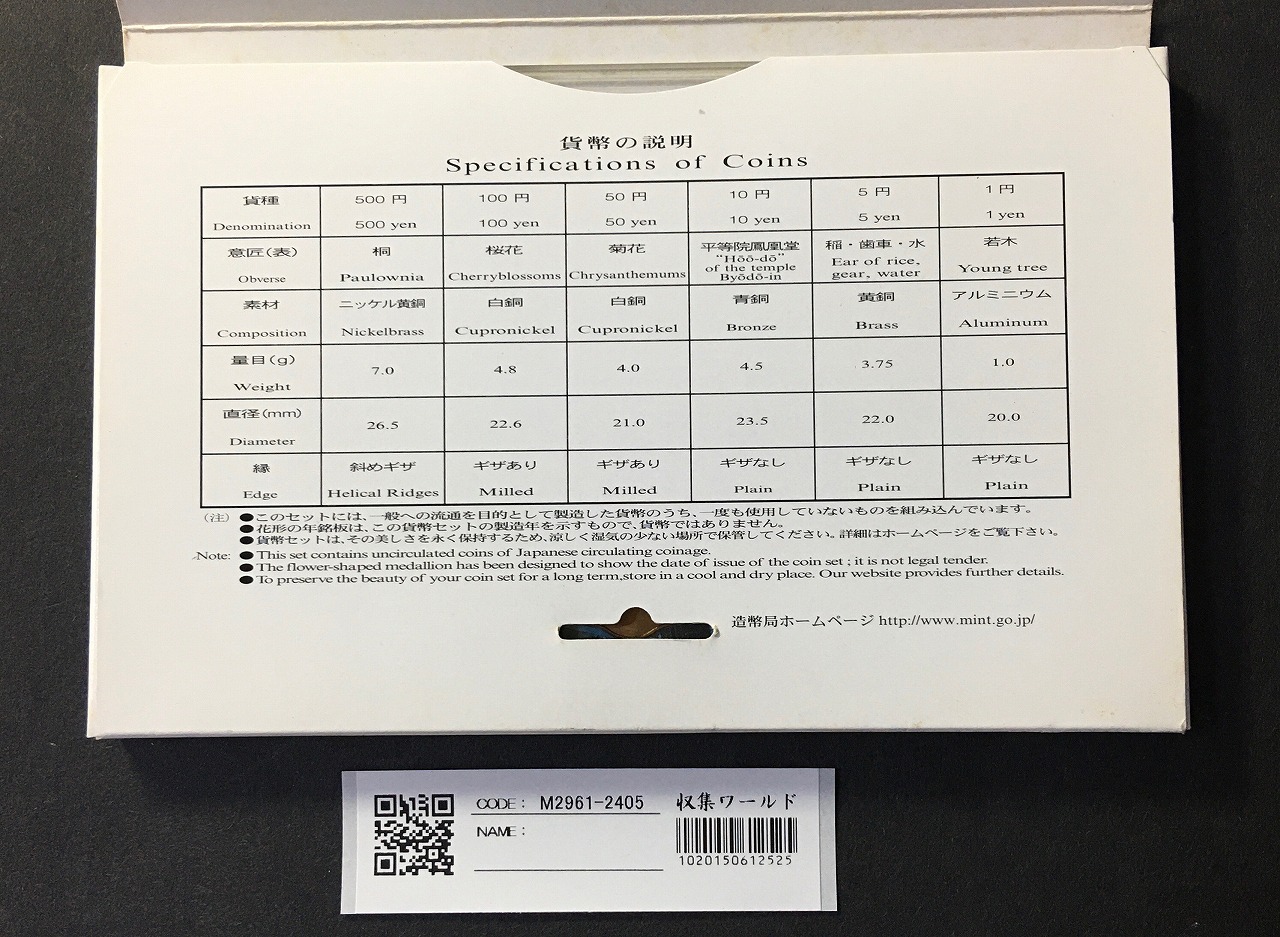 貨幣の説明
Specifications of Coins
貨種 500 円 100 円 50 円 10 円 5 円 1 円
Denomination 500 yen 100 yen 50 yen 10 yen 5 yen 1 yen
意匠(表) 桐 桜花 菊花 平等院鳳凰堂 稲・歯車・水 若木
Obverse Paulownia Cherryblossoms Chrysanthemums "Hōō-dō" of the temple Byōdō-in Ear of rice, gear, water Young tree
素材 ニッケル黄銅 白銅 白銅 青銅 黄銅 アルミニウム
Composition Nickelbrass Cupronickel Cupronickel Bronze Brass Aluminum
量目(g)
Weight 7.0 4.8 4.0 4.5 3.75 1.0
直径(mm)
Diameter 26.5 22.6 21.0 23.5 22.0 20.0
縁 斜めギザ ギザあり ギザあり ギザなし ギザなし ギザなし
Edge Helical Ridges Milled Milled Plain Plain Plain
(注) ●このセットには、一般への流通を目的として製造した貨幣のうち、一度も使用していないものを組み込んでいます。
●花形の年銘板は、この貨幣セットの製造年を示すもので、貨幣ではありません。
●貨幣セットは、その美しさを永く保持するため、涼しく湿気の少ない場所で保管してください。詳細はホームページをご覧下さい。
Note: ●This set contains uncirculated coins of Japanese circulating coinage.
●The flower-shaped medallion has been designed to show the date of issue of the coin set ; it is not legal tender.
●To preserve the beauty of your coin set for a long term,store in a cool and dry place. Our website provides further details.
造幣局ホームページ http://www.mint.go.jp/
CODE: M2961-2405 収集ワールド
NAME:
1020150612525